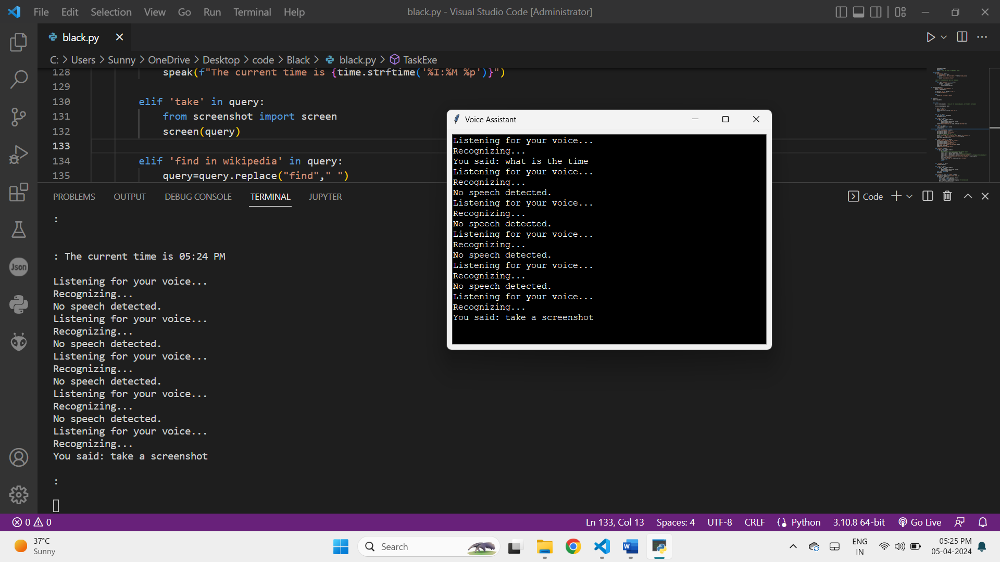 File Edit Selection View Go Run Terminal Help
black.py - Visual Studio Code [Administrator]
black.py
C: > Users > Sunny > OneDrive > Desktop > code > Black > black.py > TaskExe
128 speak(f"The current time is {time.strftime('%I:%M %p')}")
129
130 elif 'take' in query:
131 from screenshot import screen
132 screen(query)
133
134 elif 'find in wikipedia' in query:
135 query=query.replace("find"," ")
PROBLEMS OUTPUT DEBUG CONSOLE TERMINAL JUPYTER
Code
:
: The current time is 05:24 PM
Listening for your voice...
Recognizing...
No speech detected.
Listening for your voice...
Recognizing...
No speech detected.
Listening for your voice...
Recognizing...
No speech detected.
Listening for your voice...
Recognizing...
No speech detected.
Listening for your voice...
Recognizing...
You said: take a screenshot
:
Voice Assistant
Listening for your voice...
Recognizing...
You said: what is the time
Listening for your voice...
Recognizing...
No speech detected.
Listening for your voice...
Recognizing...
No speech detected.
Listening for your voice...
Recognizing...
No speech detected.
Listening for your voice...
Recognizing...
No speech detected.
Listening for your voice...
Recognizing...
You said: take a screenshot
Json
0 0
Ln 133, Col 13 Spaces: 4 UTF-8 CRLF Python 3.10.8 64-bit Go Live
37°C
Sunny
Search
ENG
IN
05:25 PM
05-04-2024